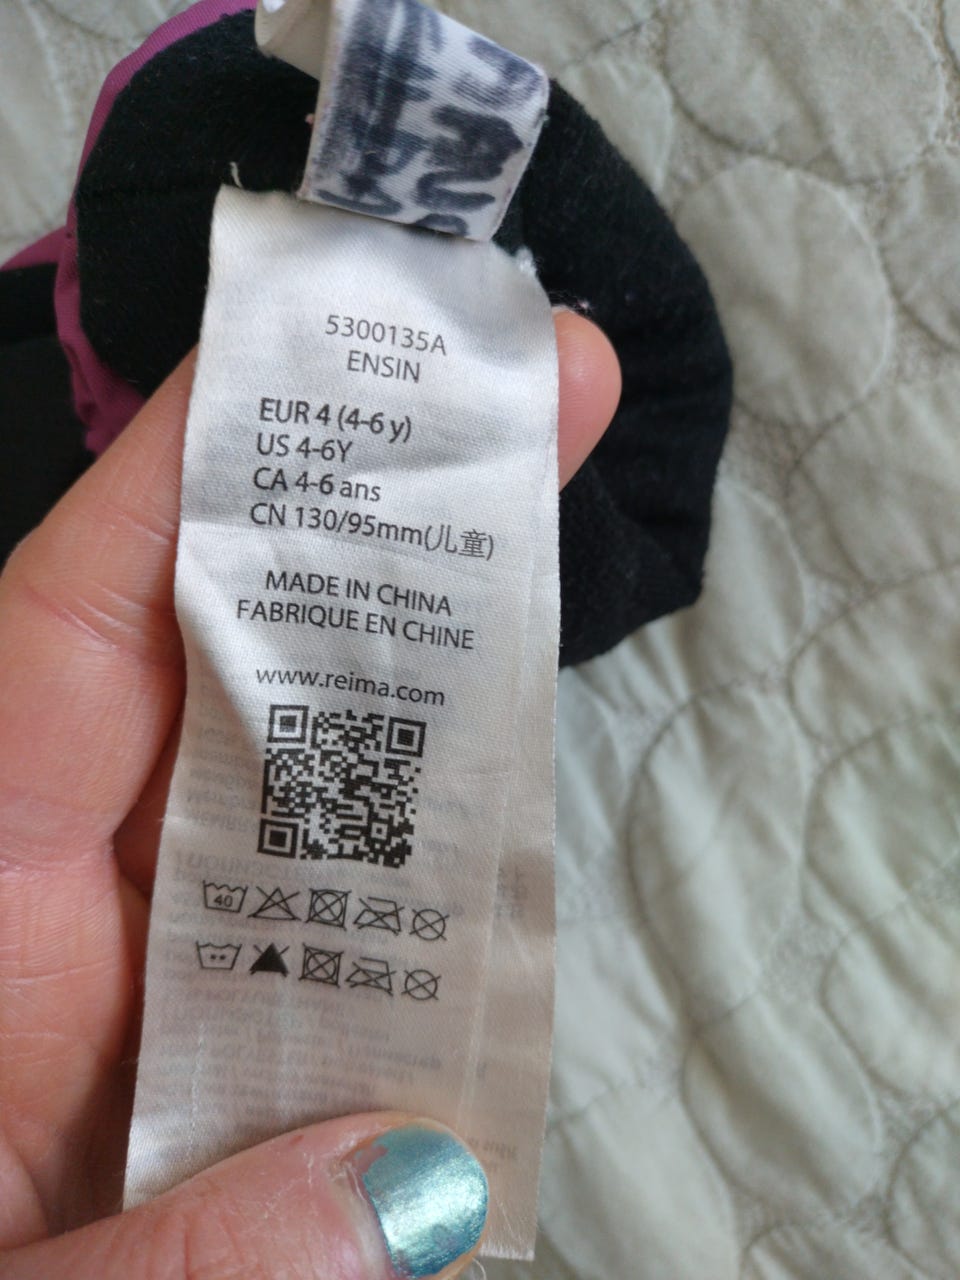 5300135A
ENSIN
EUR 4 (4-6 y)
US 4-6Y
CA 4-6 ans
CN 130/95mm(儿童)
MADE IN CHINA
FABRIQUE EN CHINE
www.reima.com
40